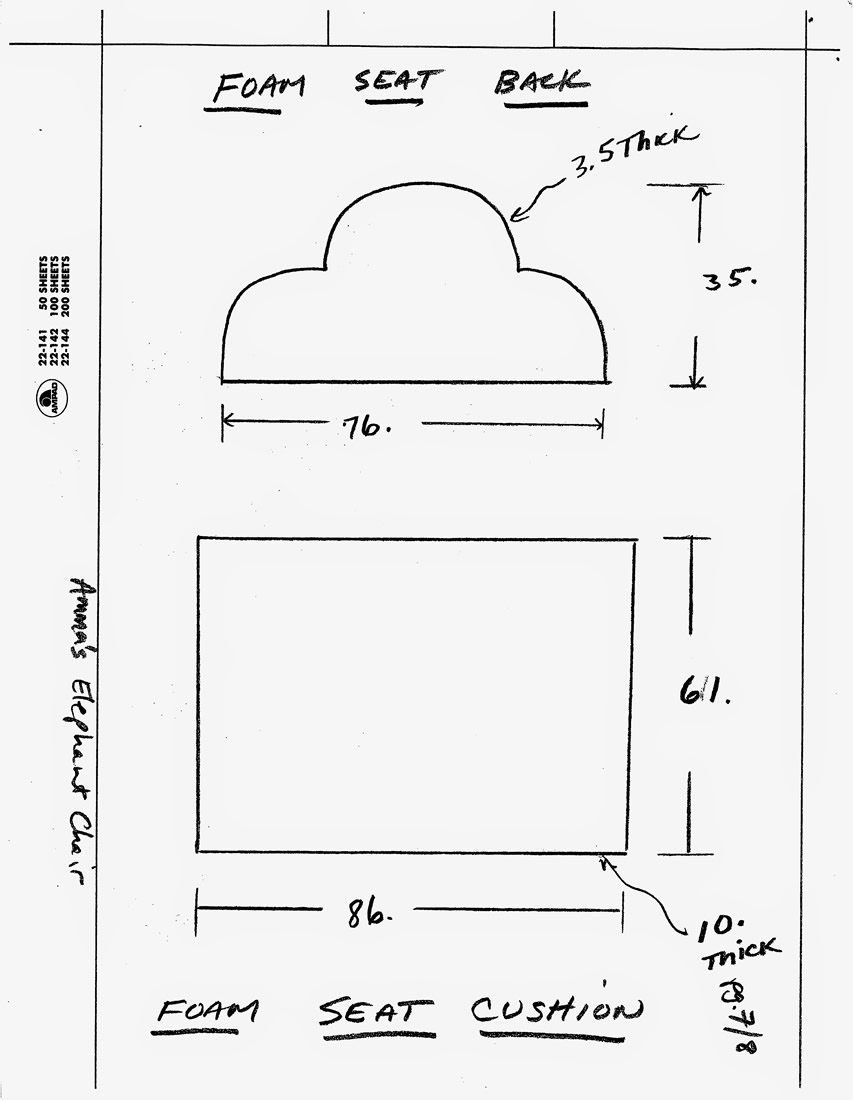 FOAM SEAT BACK
3.5 Thick
35.
76.
22-141 50 SHEETS
22-142 100 SHEETS
22-144 200 SHEETS
AMPAD
Amma's Elephant Chair
61.
86.
10.
Thick
FOAM SEAT CUSHION
pg. 7/8